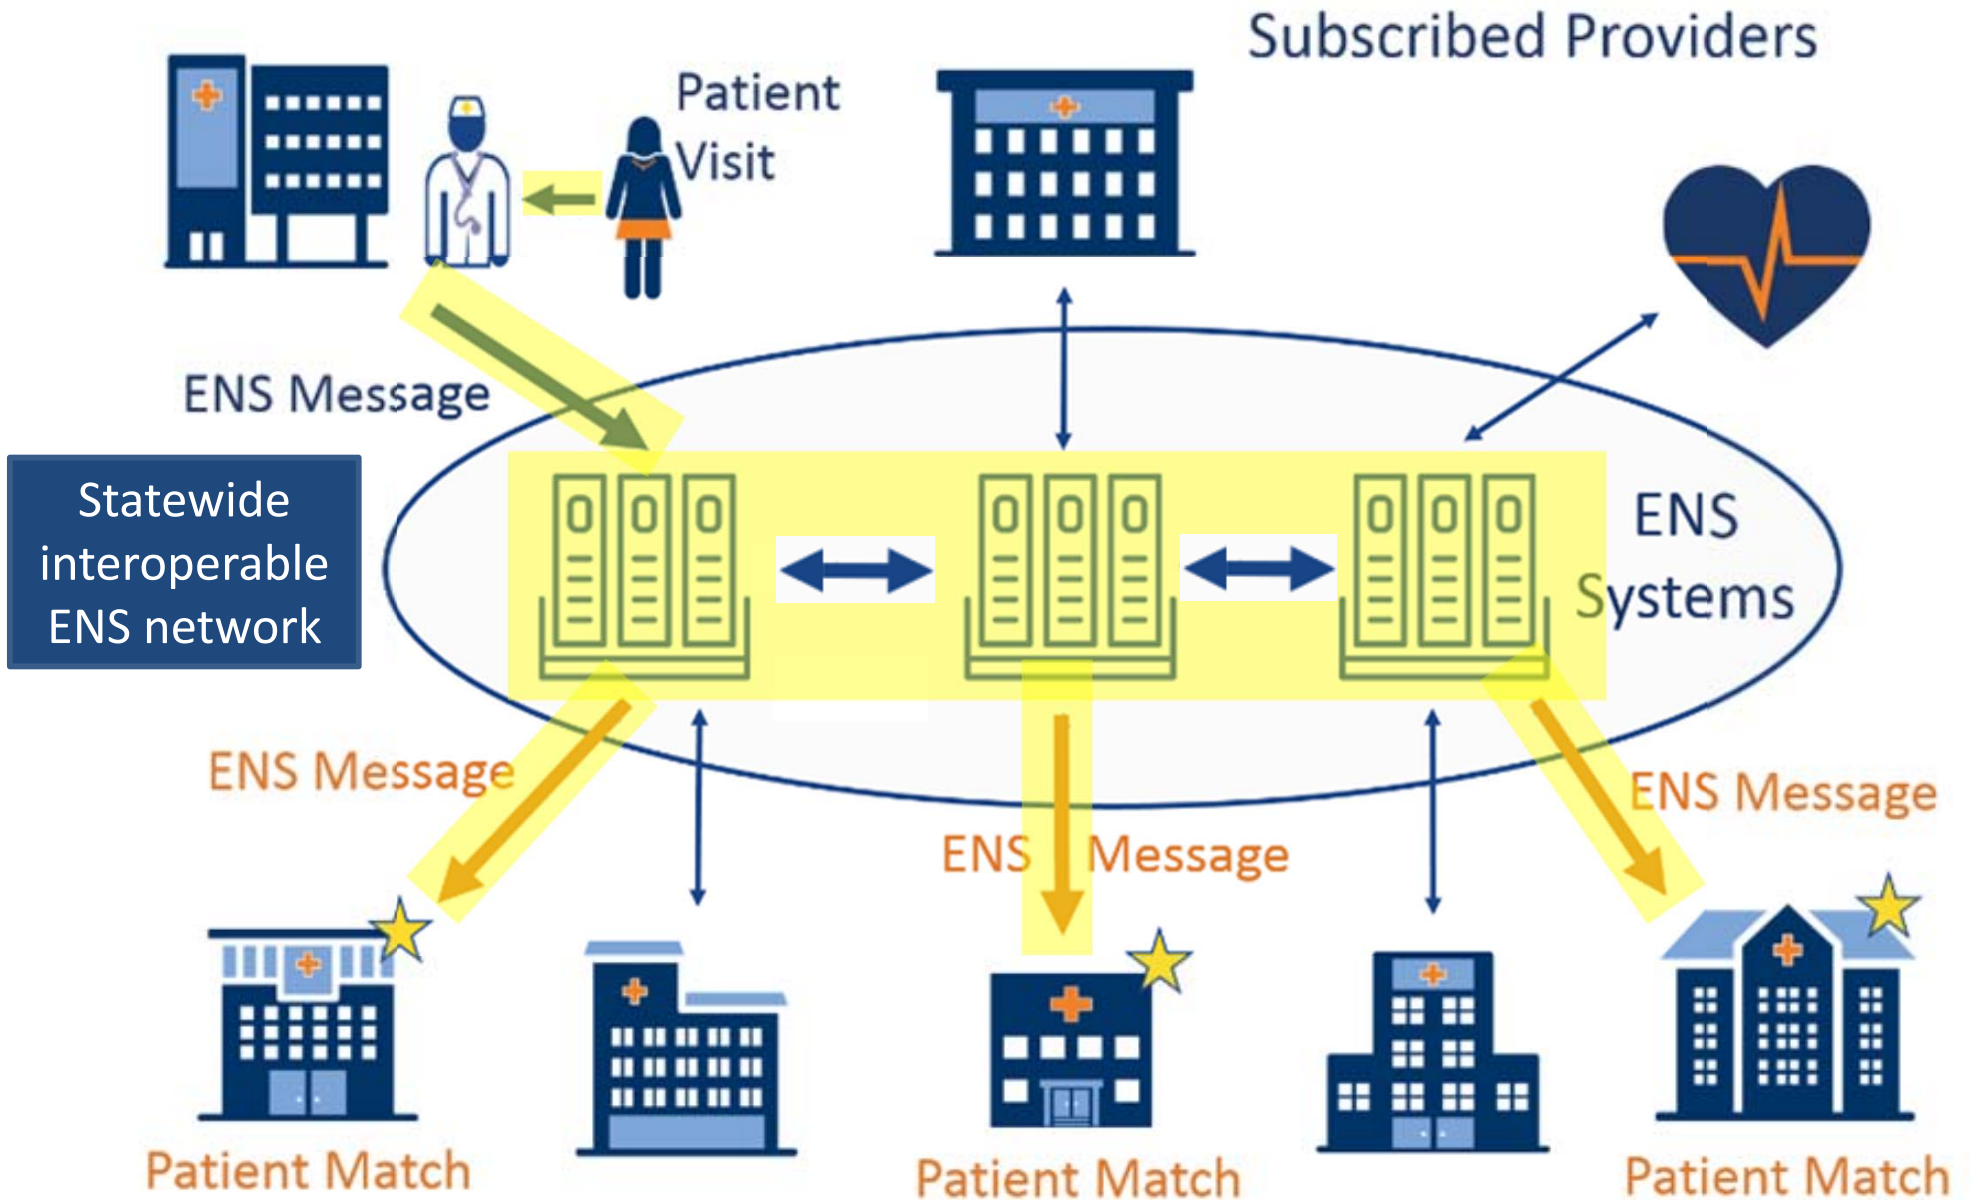 Subscribed Providers
Patient
Visit
ENS Message
Statewide
interoperable
ENS network
ENS
Systems
ENS Message
ENS Message
ENS Message
Patient Match
Patient Match
Patient Match